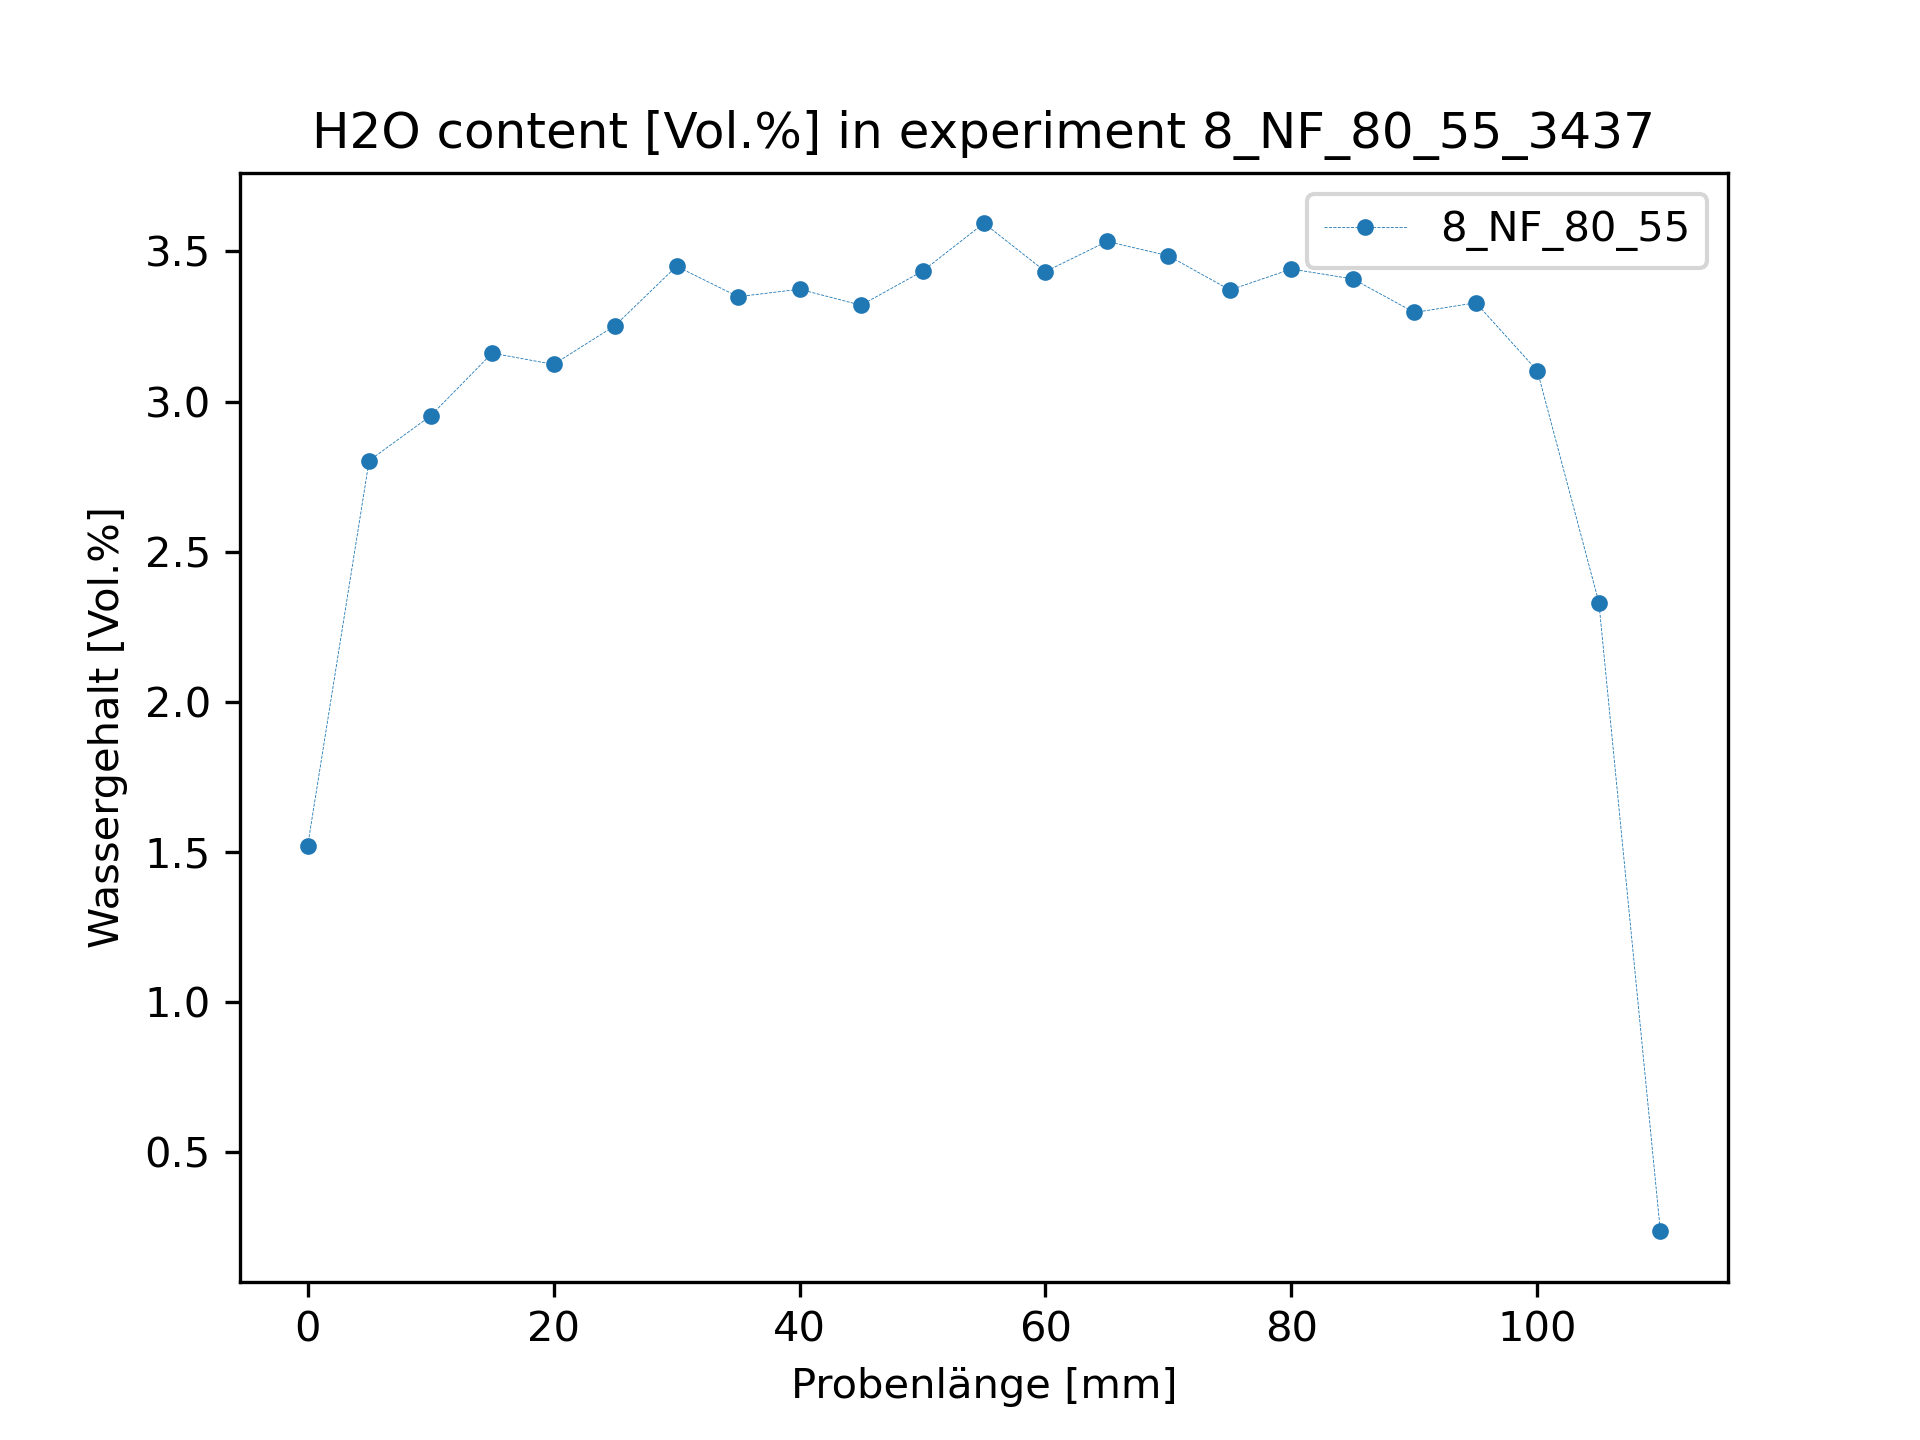 H2O content [Vol.%] in experiment 8_NF_80_55_3437
8_NF_80_55
3.5
3.0
2.5
2.0
1.5
1.0
0.5
Wassergehalt [Vol.%]
0 20 40 60 80 100
Probenlänge [mm]